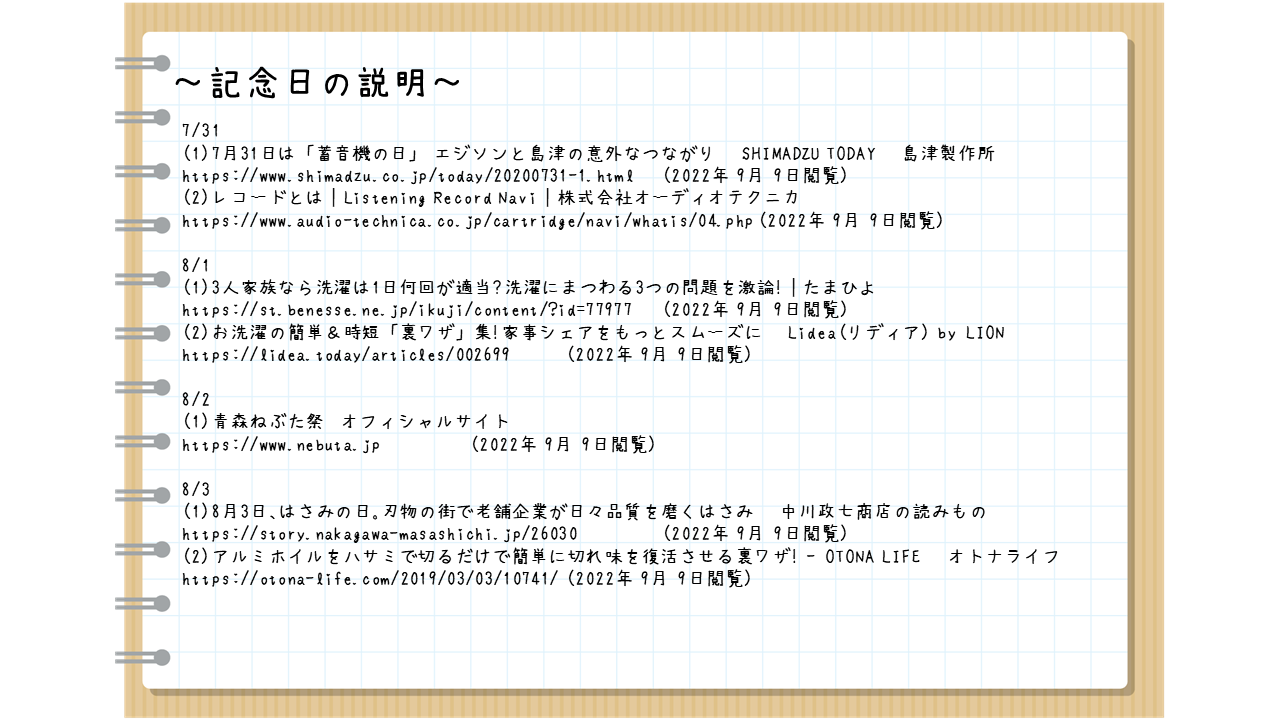 ～記念日の説明～
7/31
(1)7月31日は「蓄音機の日」 エジソンと島津の意外なつながり　SHIMADZU TODAY　島津製作所
https://www.shimadzu.co.jp/today/20200731-1.html　(2022年 9月 9日閲覧)
(2)レコードとは｜Listening Record Navi｜株式会社オーディオテクニカ
https://www.audio-technica.co.jp/cartridge/navi/whatis/04.php (2022年 9月 9日閲覧)
8/1
(1)3人家族なら洗濯は1日何回が適当?洗濯にまつわる3つの問題を激論!｜たまひよ
https://st.benesse.ne.jp/ikuji/content/?id=77977　(2022年 9月 9日閲覧)
(2)お洗濯の簡単＆時短「裏ワザ」集!家事シェアをもっとスムーズに　Lidea(リディア) by LION
https://lidea.today/articles/002699　　　(2022年 9月 9日閲覧)
8/2
(1)青森ねぶた祭　オフィシャルサイト
https://www.nebuta.jp　　　　　(2022年 9月 9日閲覧)
8/3
(1)8月3日、はさみの日。刃物の街で老舗企業が日々品質を磨くはさみ　中川政七商店の読みもの
https://story.nakagawa-masashichi.jp/26030　　　　(2022年 9月 9日閲覧)
(2)アルミホイルをハサミで切るだけで簡単に切れ味を復活させる裏ワザ! - OTONA LIFE　オトナライフ
https://otona-life.com/2019/03/03/10741/ (2022年 9月 9日閲覧)